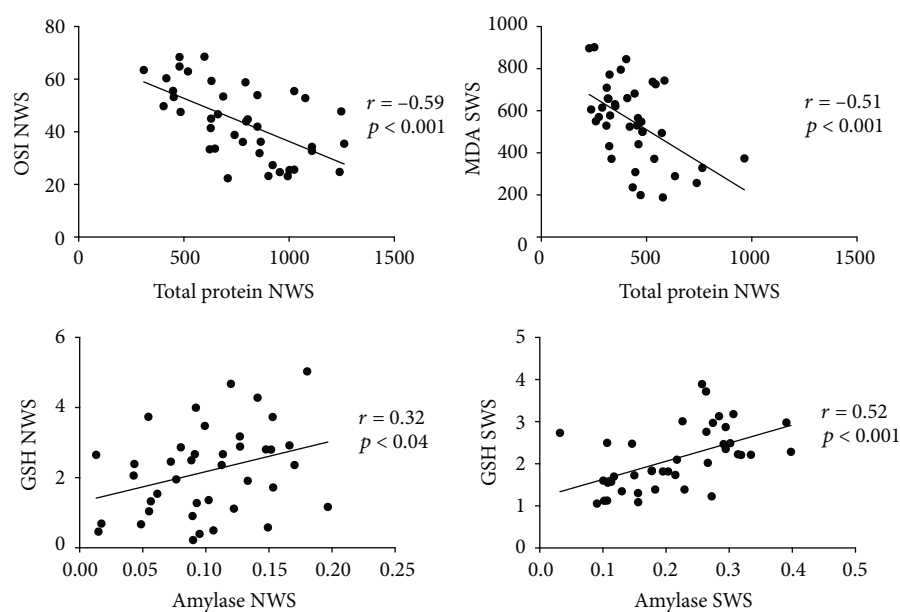 80
60
40
20
0
OSI NWS
0
500
1000
1500
Total protein NWS
r = –0.59
p < 0.001
1000
800
600
400
200
0
MDA SWS
0
500
1000
1500
Total protein NWS
r = –0.51
p < 0.001
6
4
2
0
GSH NWS
0.00
0.05
0.10
0.15
0.20
0.25
Amylase NWS
r = 0.32
p < 0.04
5
4
3
2
1
0
GSH SWS
0.0
0.1
0.2
0.3
0.4
0.5
Amylase SWS
r = 0.52
p < 0.001